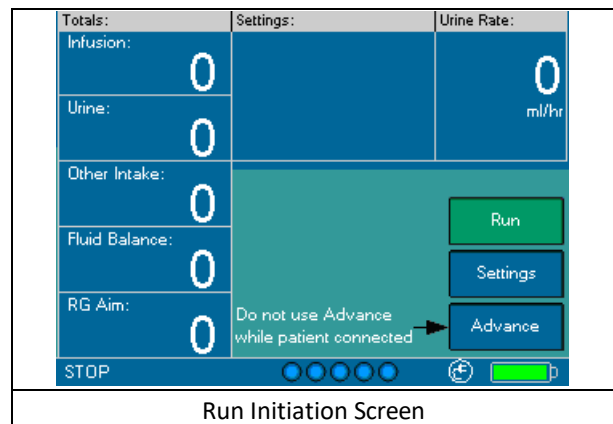 Totals:
Settings:
Urine Rate:
Infusion:
0
0
ml/hr
Urine:
0
Other Intake:
0
Run
Fluid Balance:
0
Settings
RG Aim:
0
Do not use Advance
while patient connected
Advance
STOP
Run Initiation Screen